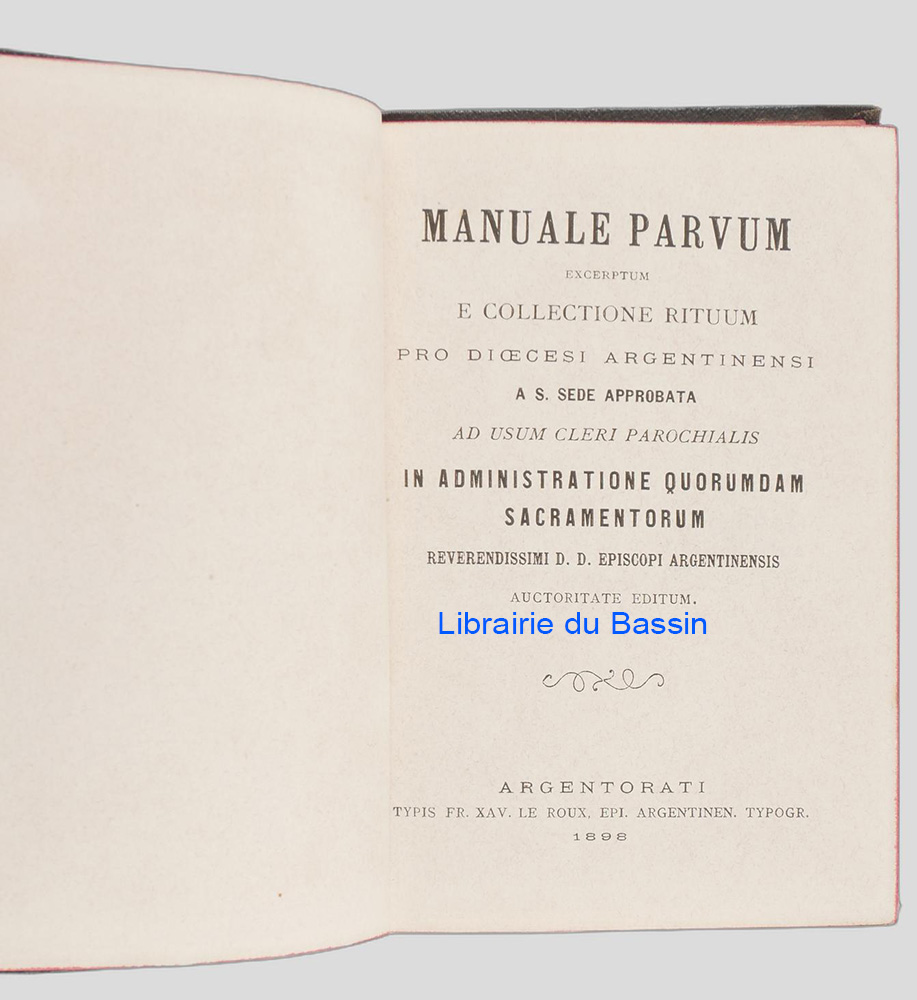 MANUALE PARVUM
EXCERPTUM
E COLLECTIONE RITUUM
PRO DIŒCESI ARGENTINENSI
A S. SEDE APPROBATA
AD USUM CLERI PAROCHIALIS
IN ADMINISTRATIONE QUORUMDAM
SACRAMENTORUM
REVERENDISSIMI D. D. EPISCOPI ARGENTINENSIS
AUCTORITATE EDITUM.
Librairie du Bassin
ARGENTORATI
TYPIS FR. XAV. LE ROUX, EPI. ARGENTINEN. TYPOGR.
1898